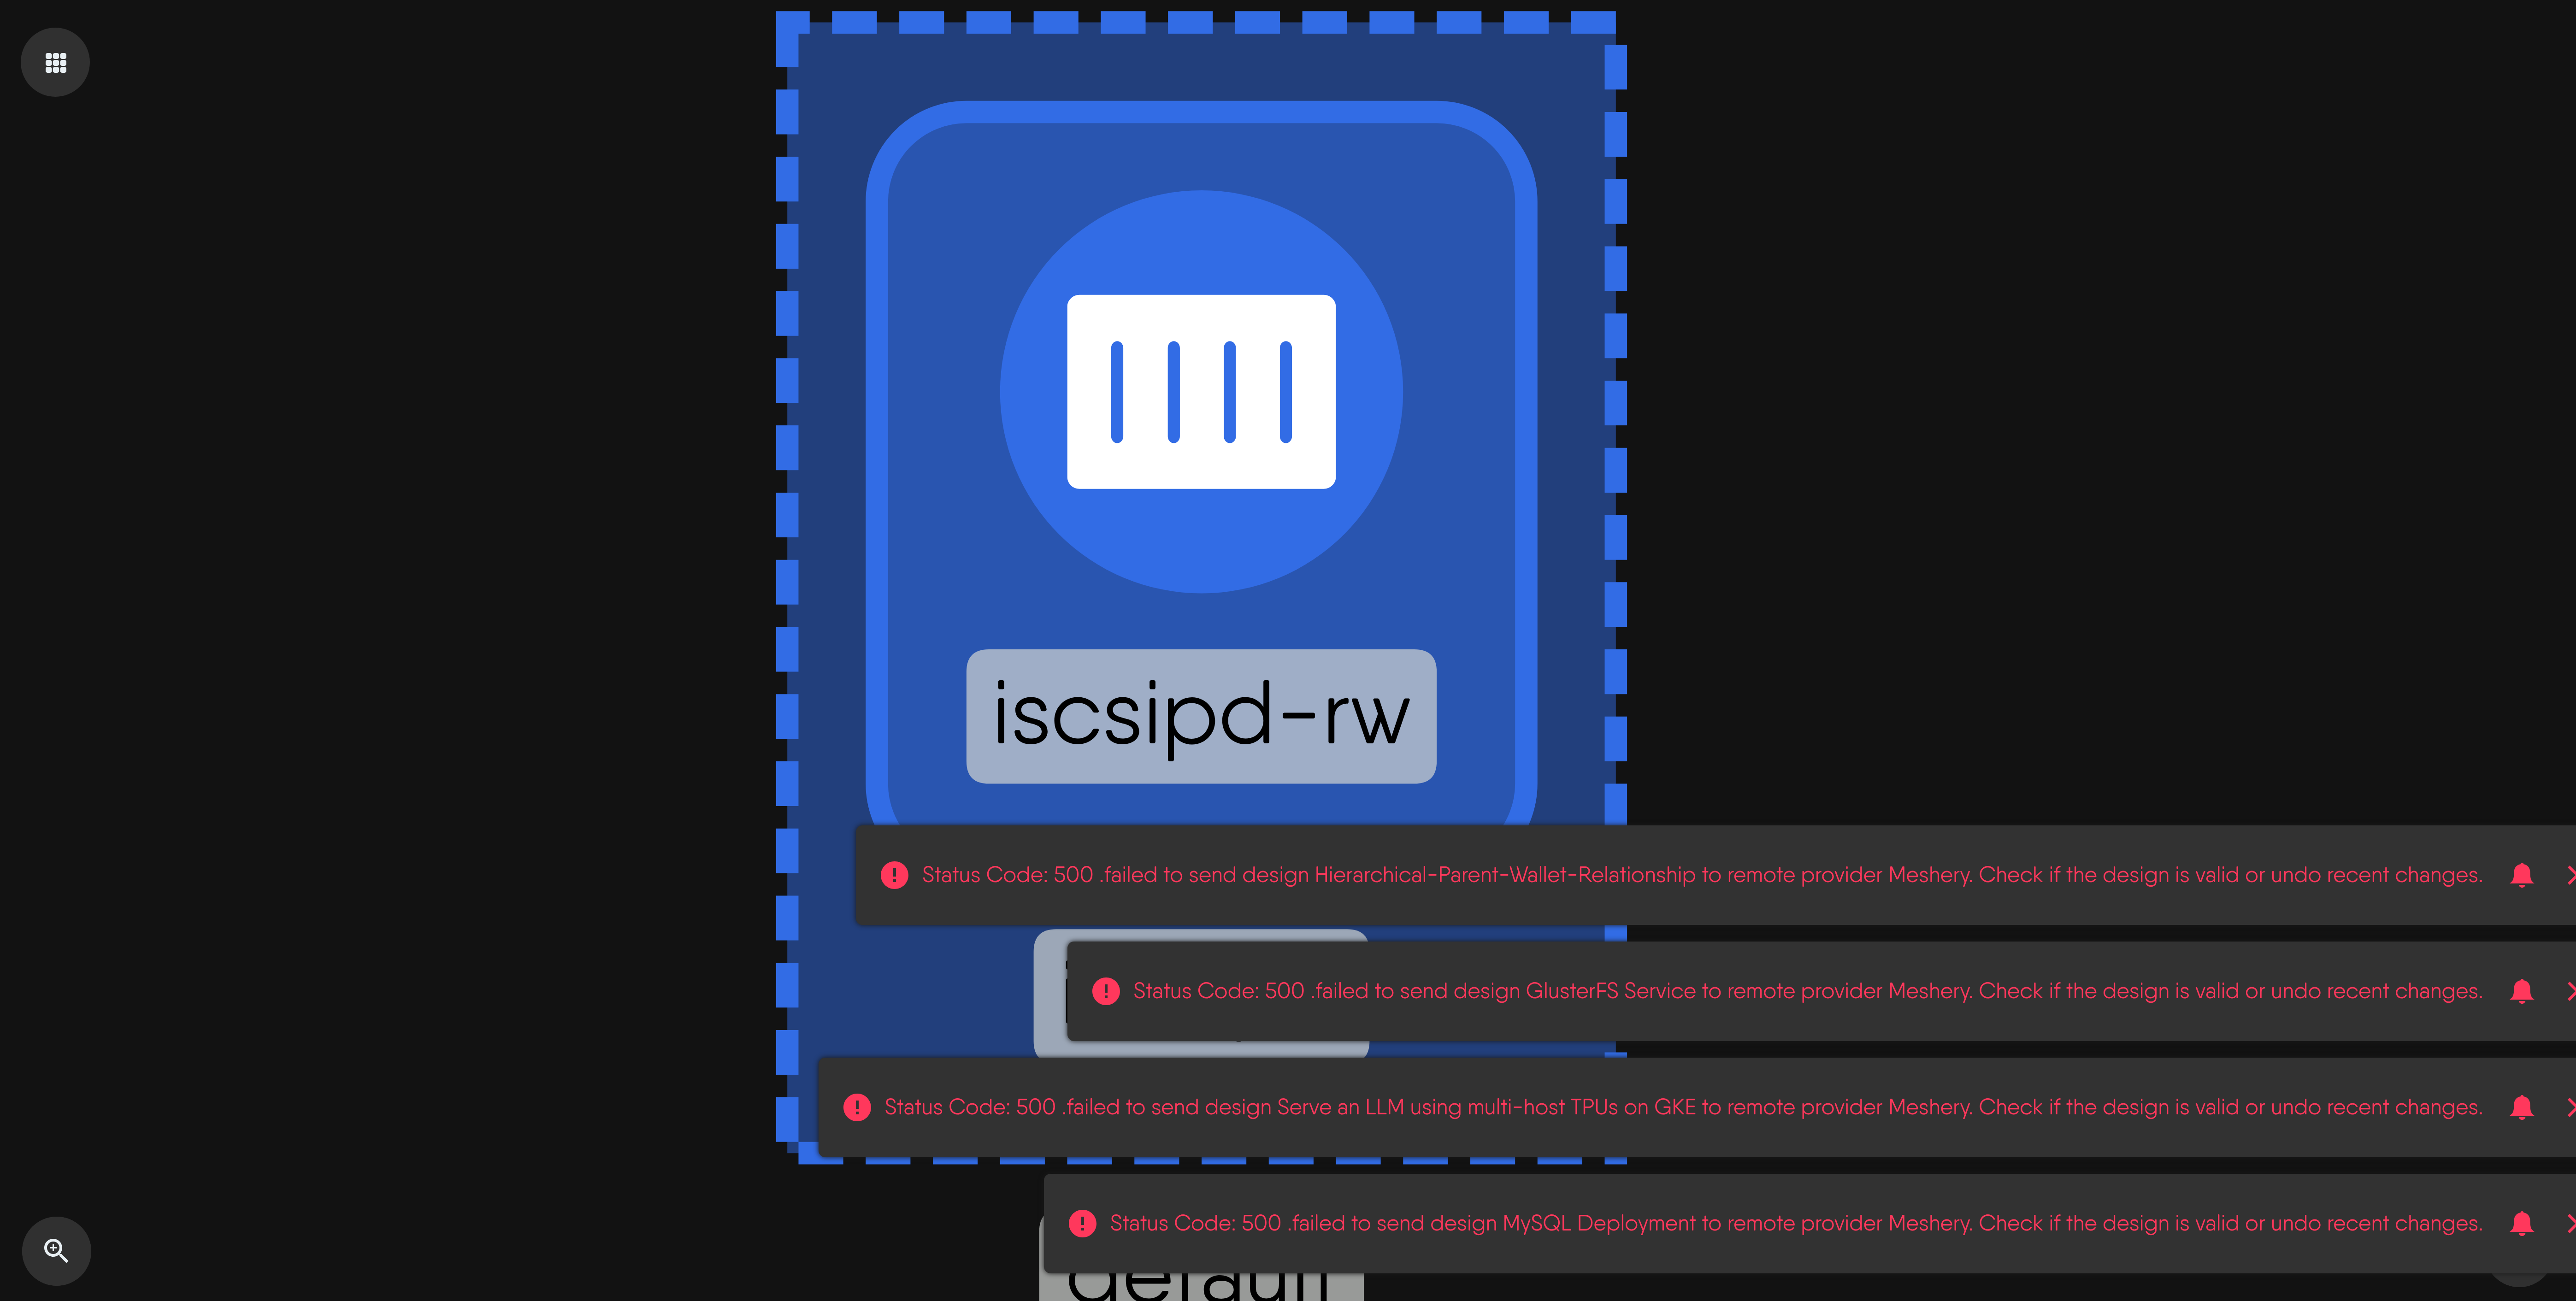 iscsipd-rw
Status Code: 500 .failed to send design Hierarchical-Parent-Wallet-Relationship to remote provider Meshery. Check if the design is valid or undo recent changes.
Status Code: 500 .failed to send design GlusterFS Service to remote provider Meshery. Check if the design is valid or undo recent changes.
Status Code: 500 .failed to send design Serve an LLM using multi-host TPUs on GKE to remote provider Meshery. Check if the design is valid or undo recent changes.
Status Code: 500 .failed to send design MySQL Deployment to remote provider Meshery. Check if the design is valid or undo recent changes.
default